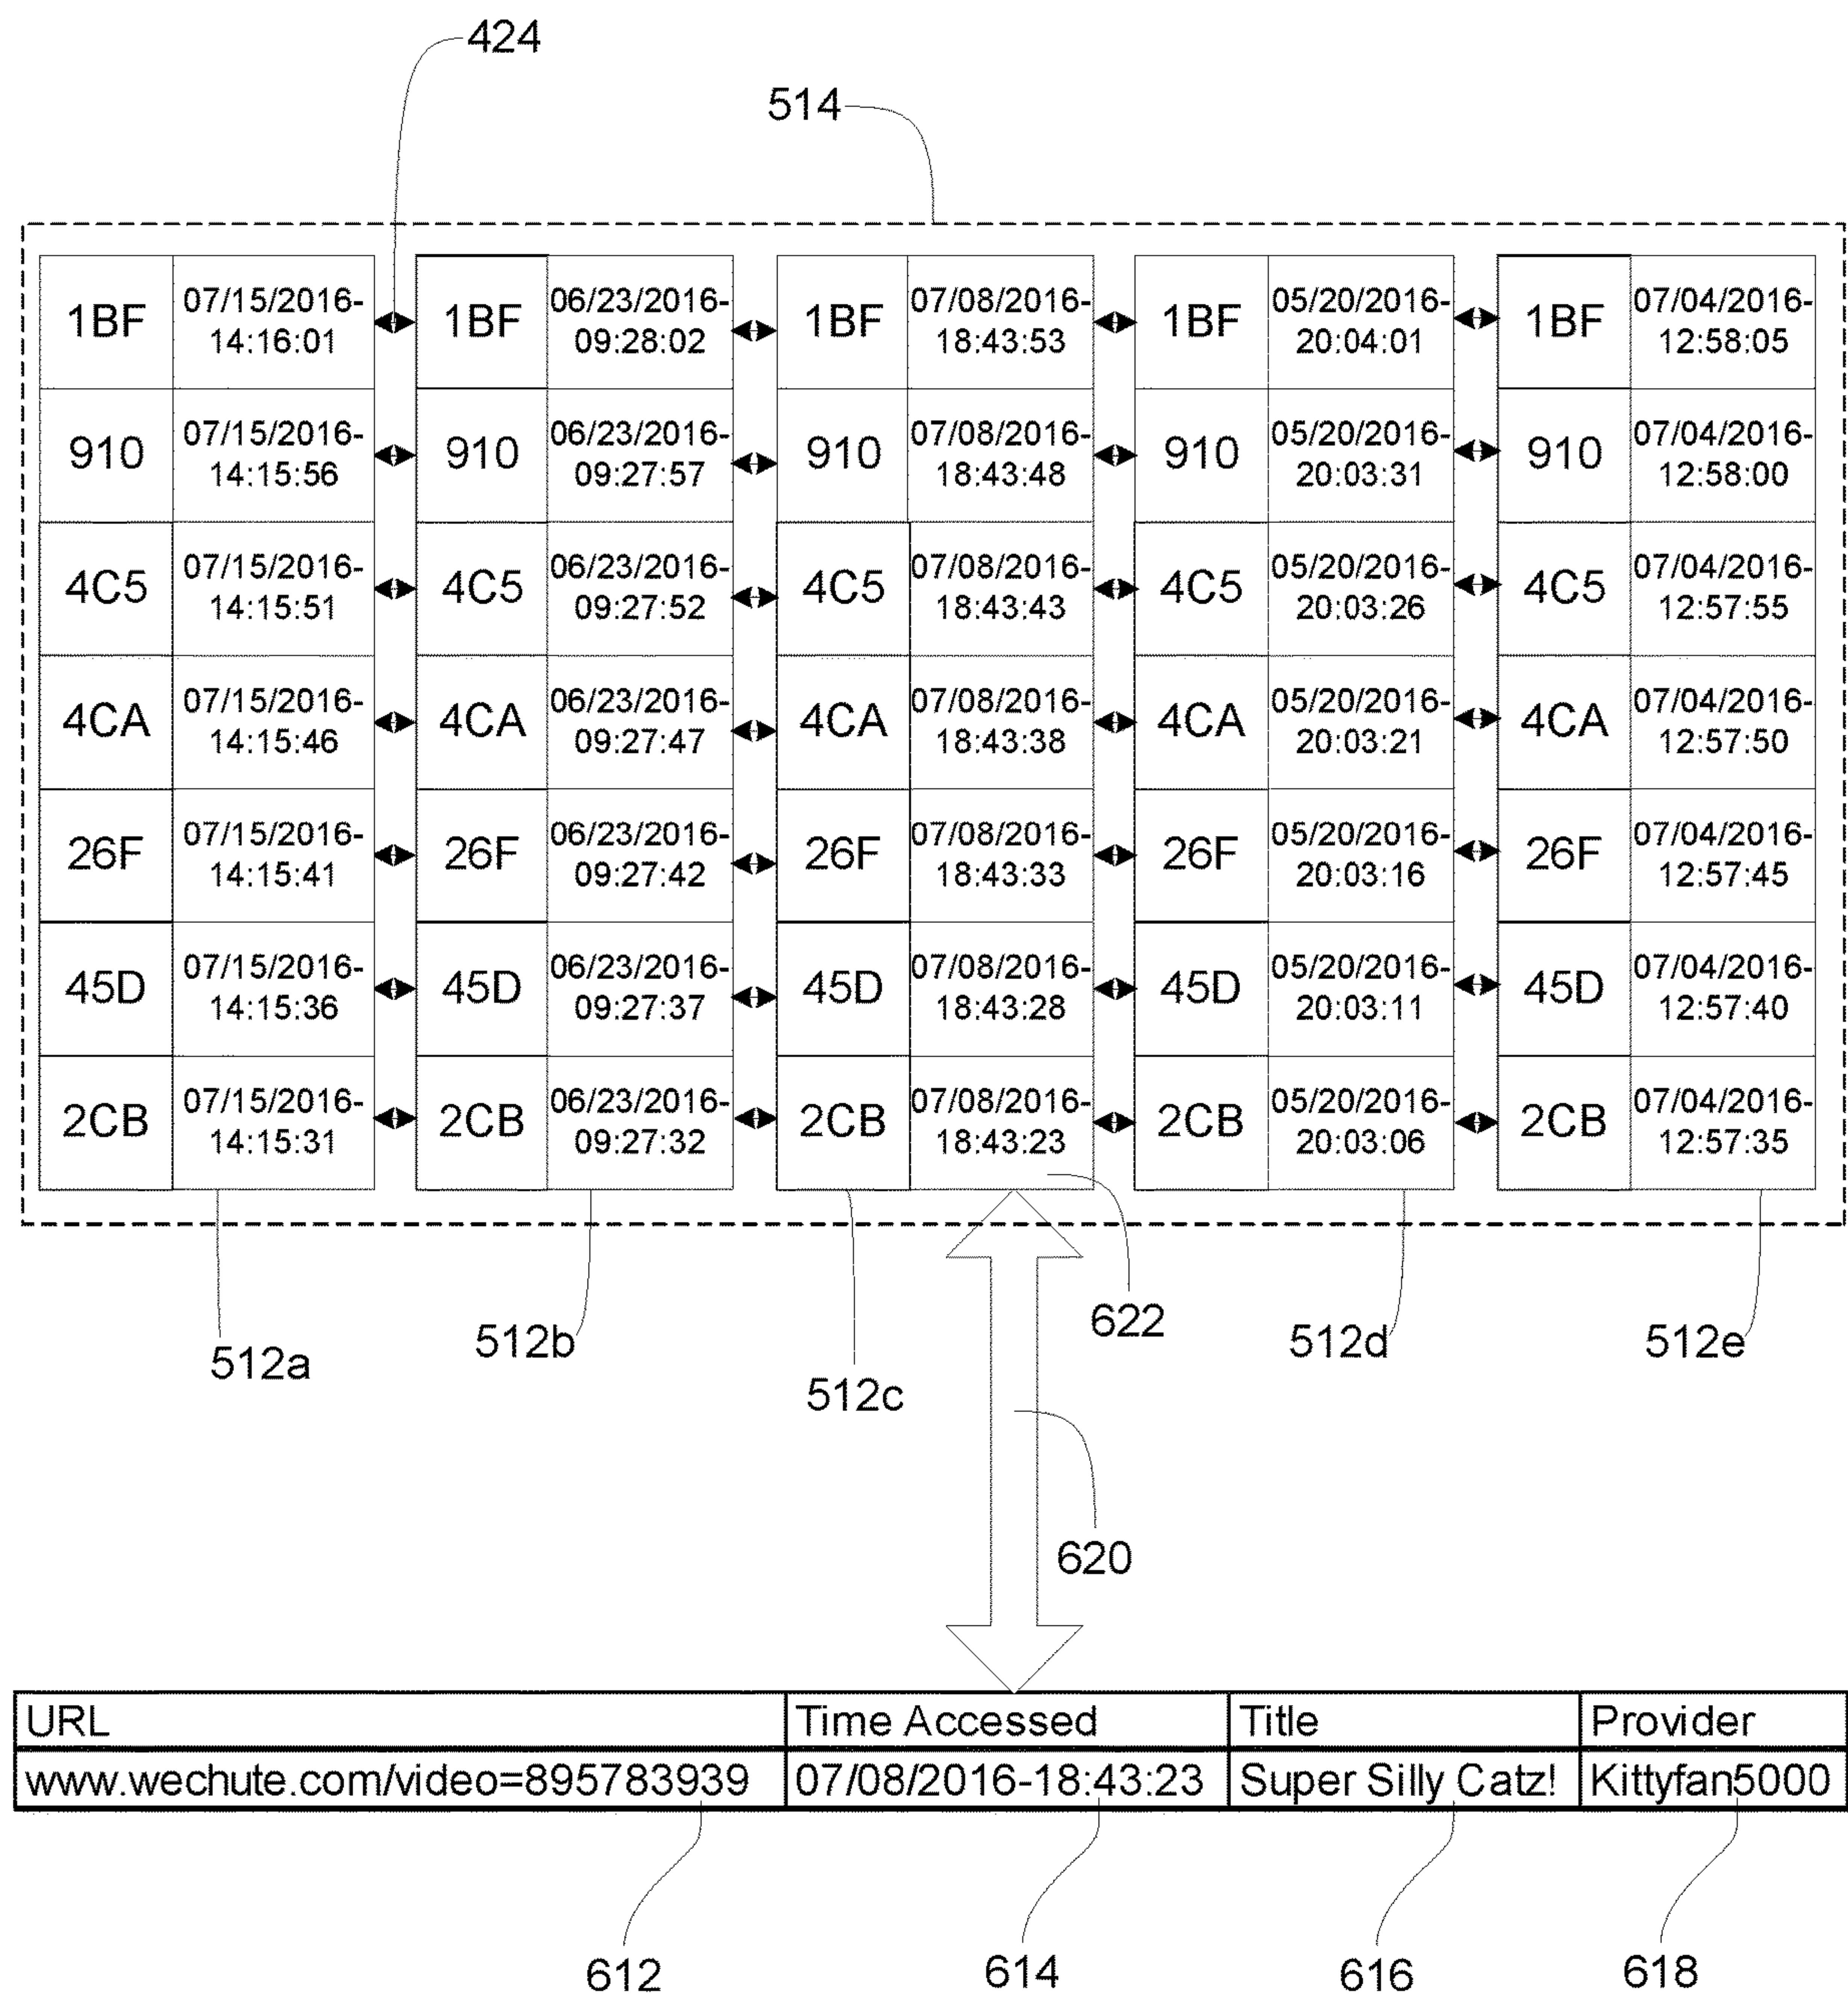 424
514
1BF 07/15/2016- 1BF 06/23/2016- 1BF 07/08/2016- 1BF 05/20/2016- 1BF 07/04/2016-
14:16:01 09:28:02 18:43:53 20:04:01 12:58:05
910 07/15/2016- 910 06/23/2016- 910 07/08/2016- 910 05/20/2016- 910 07/04/2016-
14:15:56 09:27:57 18:43:48 20:03:31 12:58:00
4C5 07/15/2016- 4C5 06/23/2016- 4C5 07/08/2016- 4C5 05/20/2016- 4C5 07/04/2016-
14:15:51 09:27:52 18:43:43 20:03:26 12:57:55
4CA 07/15/2016- 4CA 06/23/2016- 4CA 07/08/2016- 4CA 05/20/2016- 4CA 07/04/2016-
14:15:46 09:27:47 18:43:38 20:03:21 12:57:50
26F 07/15/2016- 26F 06/23/2016- 26F 07/08/2016- 26F 05/20/2016- 26F 07/04/2016-
14:15:41 09:27:42 18:43:33 20:03:16 12:57:45
45D 07/15/2016- 45D 06/23/2016- 45D 07/08/2016- 45D 05/20/2016- 45D 07/04/2016-
14:15:36 09:27:37 18:43:28 20:03:11 12:57:40
2CB 07/15/2016- 2CB 06/23/2016- 2CB 07/08/2016- 2CB 05/20/2016- 2CB 07/04/2016-
14:15:31 09:27:32 18:43:23 20:03:06 12:57:35
622
512a 512b 512c 512d 512e
620
URL Time Accessed Title Provider
www.wechute.com/video=895783939 07/08/2016-18:43:23 Super Silly Catz! Kittyfan5000
612 614 616 618